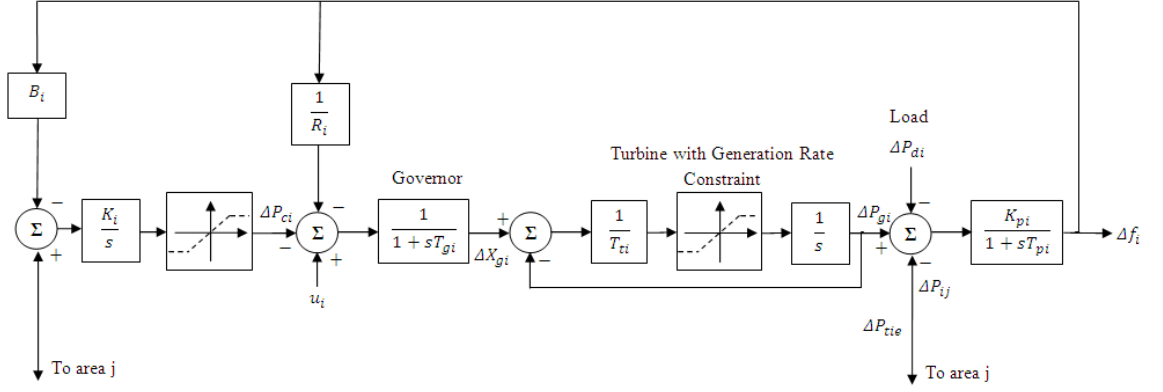 B_i
1
R_i
Load
ΔP_di
Turbine with Generation Rate
Constraint
Governor
−
−
−
Σ
+
K_i
s
ΔP_ci
−
Σ
+
u_i
1
1 + sT_gi
ΔX_gi
+
−
1
T_ti
1
s
ΔP_gi
+
Σ
−
ΔP_ij
ΔP_tie
K_pi
1 + sT_pi
Δf_i
To area j
To area j